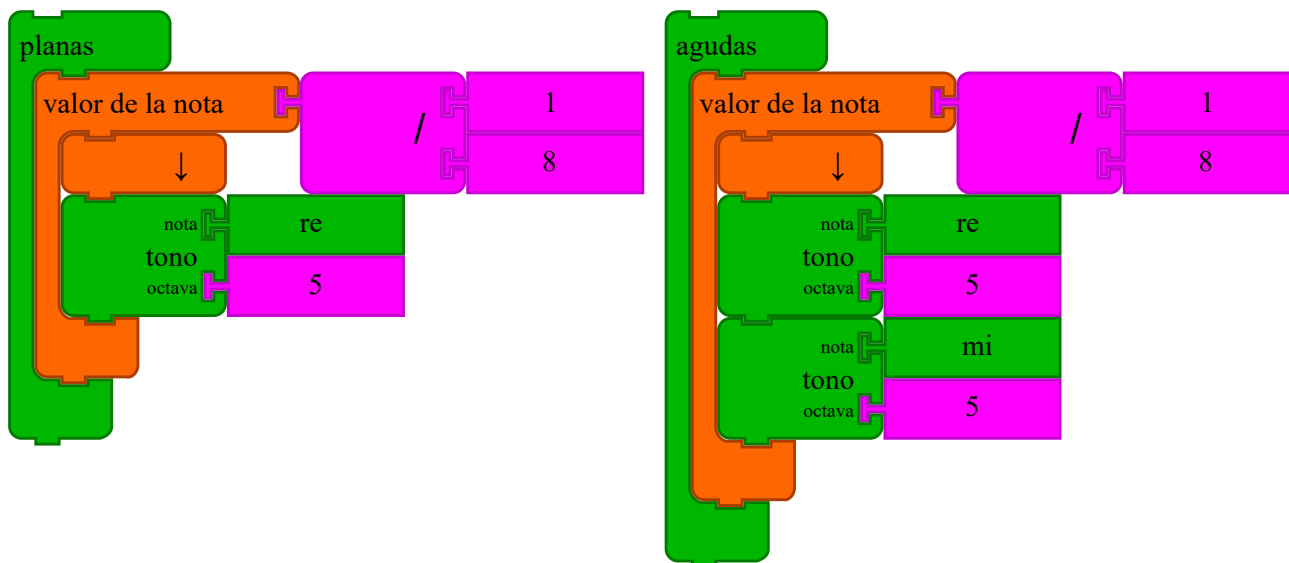 planas
valor de la nota / 1
8
↓
nota re
tono
octava 5
agudas
valor de la nota / 1
8
↓
nota re
tono
octava 5
nota mi
tono
octava 5